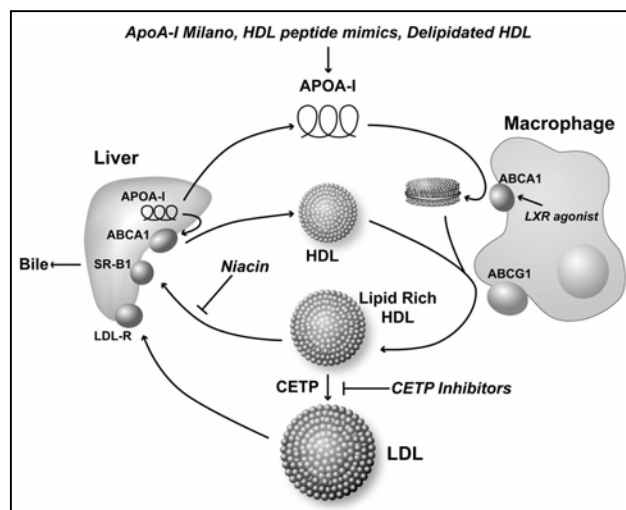 ApoA-I Milano, HDL peptide mimics, Delipidated HDL
APOA-I
Macrophage
Liver
APOA-I
ABCA1
ABCA1
LXR agonist
SR-B1
HDL
Bile
Niacin
ABCG1
LDL-R
Lipid Rich
HDL
CETP
CETP Inhibitors
LDL